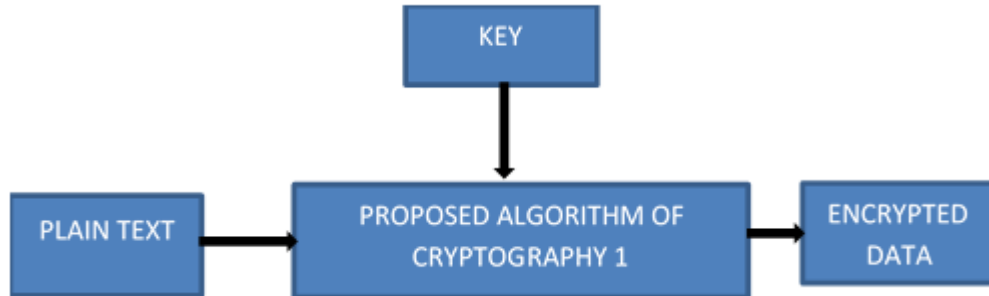 KEY
PLAIN TEXT
PROPOSED ALGORITHM OF
CRYPTOGRAPHY 1
ENCRYPTED
DATA